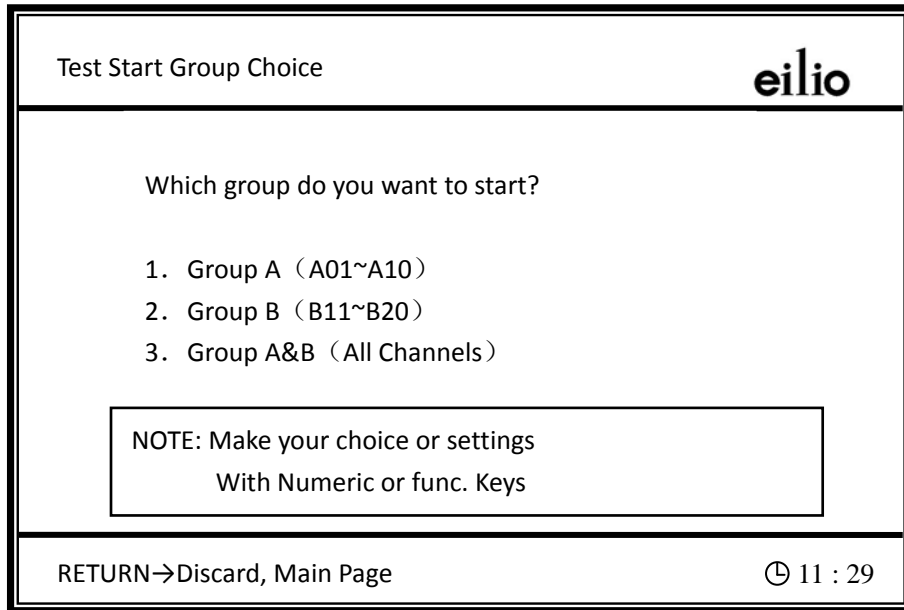 Test Start Group Choice
eilio
Which group do you want to start?
1．Group A（A01~A10）
2．Group B（B11~B20）
3．Group A&B（All Channels）
NOTE: Make your choice or settings
With Numeric or func. Keys
RETURN→Discard, Main Page
11 : 29